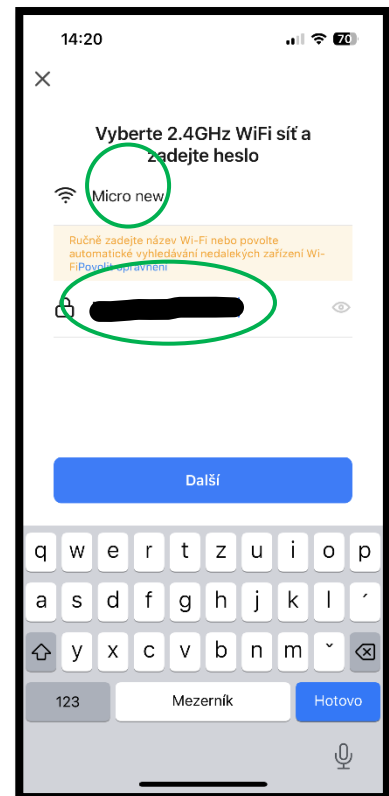 14:20
70
Vyberte 2.4GHz WiFi síť a
zadejte heslo
Micro new
Ručně zadejte název Wi-Fi nebo povolte
automatické vyhledávání nedalekých zařízení Wi-
FiPovolit oprávnění
Další
q w e r t z u i o p
a s d f g h j k l ´
y x c v b n m ˇ
123 Mezerník Hotovo